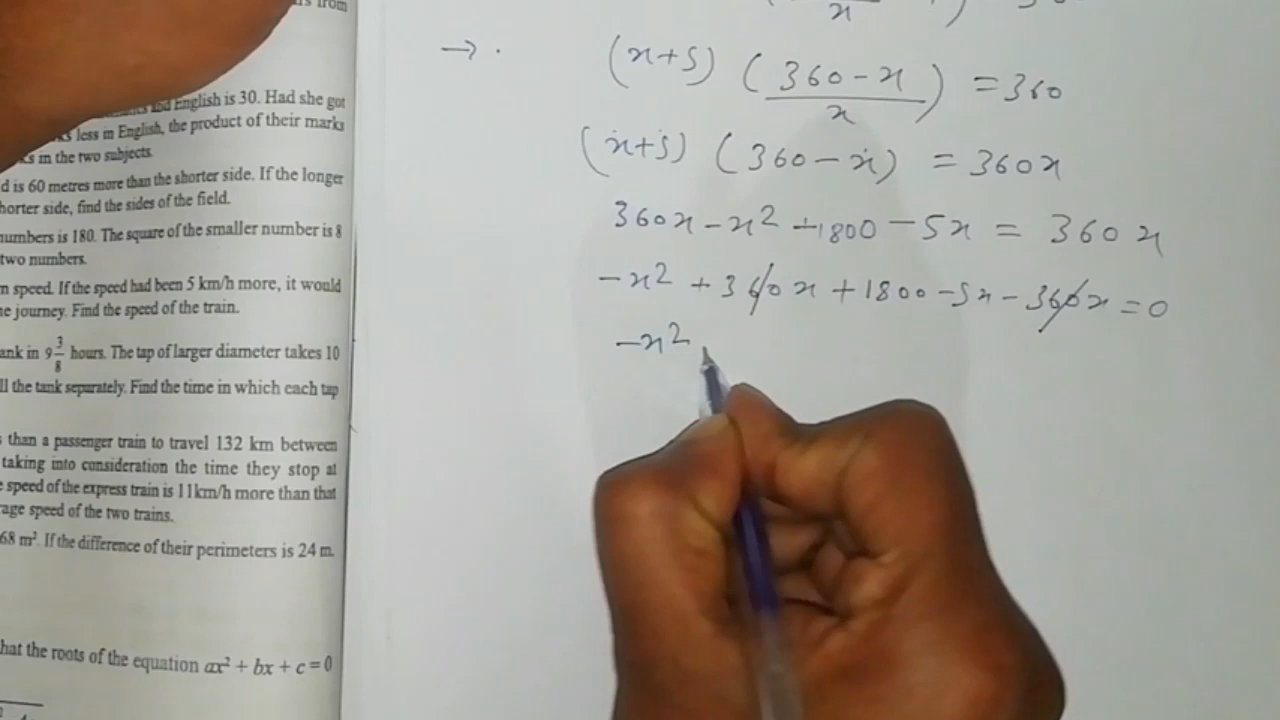 from
and English is 30. Had she got
less in English, the product of their marks
in the two subjects.
d is 60 metres more than the shorter side. If the longer
horter side, find the sides of the field.
numbers is 180. The square of the smaller number is 8
two numbers.
m speed. If the speed had been 5 km/h more, it would
e journey. Find the speed of the train.
ank in 9 3/8 hours. The tap of larger diameter takes 10
ll the tank separately. Find the time in which each tap
than a passenger train to travel 132 km between
taking into consideration the time they stop at
speed of the express train is 11km/h more than that
rage speed of the two trains.
68 m². If the difference of their perimeters is 24 m.
hat the roots of the equation ax² + bx + c = 0
x
→ . (x+5) (360-x/x) = 360
(x+5) (360-x) = 360x
360x - x² + 1800 - 5x = 360x
-x² + 360x + 1800 - 5x - 360x = 0
-x²